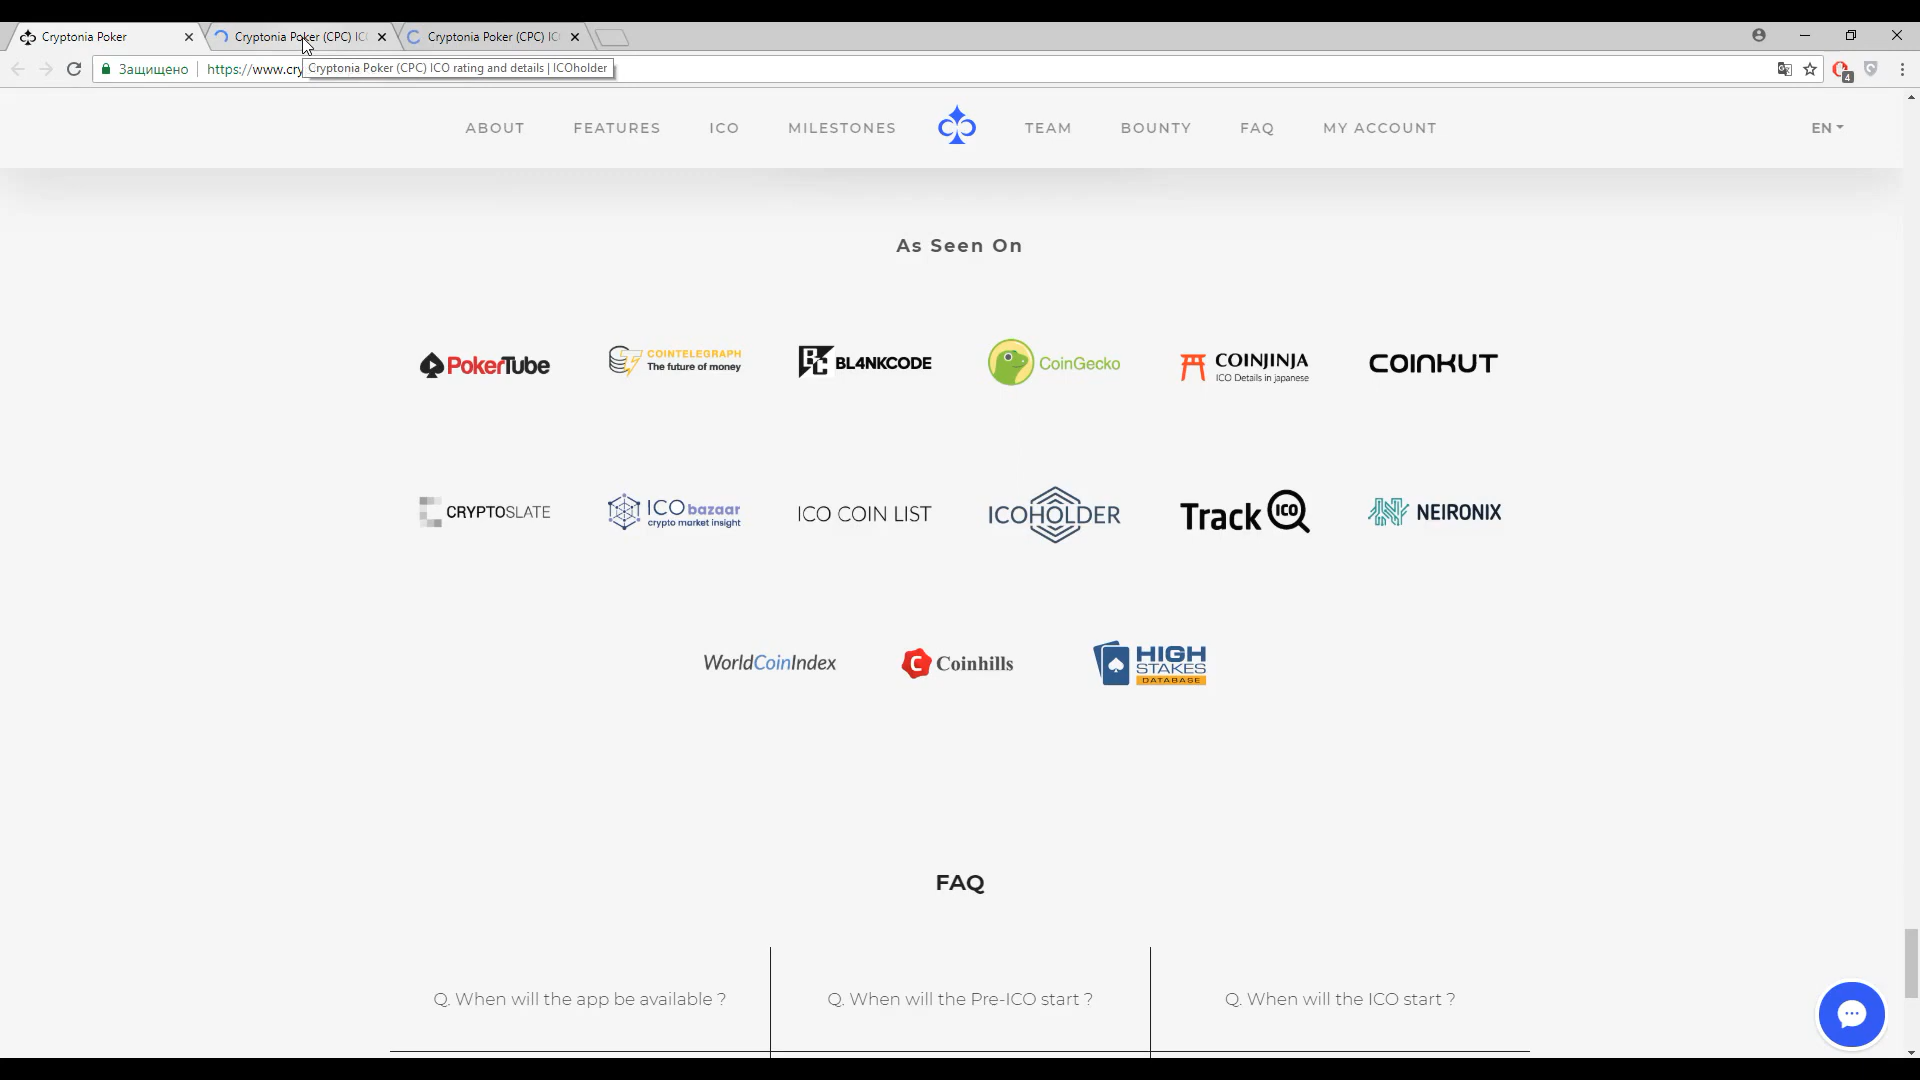 Cryptonia Poker
Cryptonia Poker (CPC) IC
Cryptonia Poker (CPC) IC
Защищено
https://www.cry
Cryptonia Poker (CPC) ICO rating and details | ICOholder
4
ABOUT
FEATURES
ICO
MILESTONES
TEAM
BOUNTY
FAQ
MY ACCOUNT
EN
As Seen On
PokerTube
COINTELEGRAPH
The future of money
BC
BL4NKCODE
CoinGecko
COINJINJA
ICO Details in japanese
COINKUT
CRYPTOSLATE
ICO bazaar
crypto market insight
ICO COIN LIST
ICOHOLDER
Track ICO
NEIRONIX
WorldCoinIndex
C Coinhills
HIGH
STAKES
DATABASE
FAQ
Q. When will the app be available ?
Q. When will the Pre-ICO start ?
Q. When will the ICO start ?